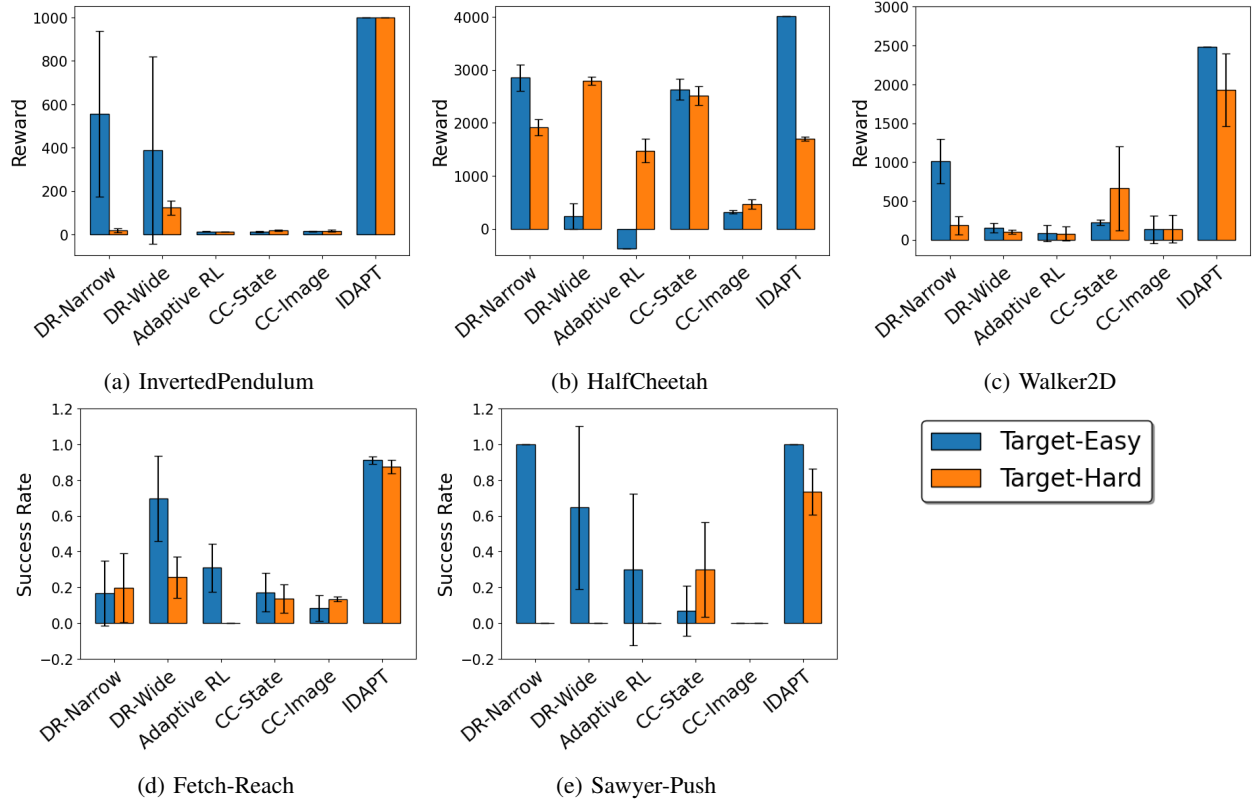 1000
800
600
400
200
0
Reward
DR-Narrow
DR-Wide
Adaptive RL
CC-State
CC-Image
IDAPT
(a) InvertedPendulum
4000
3000
2000
1000
0
Reward
DR-Narrow
DR-Wide
Adaptive RL
CC-State
CC-Image
IDAPT
(b) HalfCheetah
3000
2500
2000
1500
1000
500
0
Reward
DR-Narrow
DR-Wide
Adaptive RL
CC-State
CC-Image
IDAPT
(c) Walker2D
1.2
1.0
0.8
0.6
0.4
0.2
0.0
−0.2
Success Rate
DR-Narrow
DR-Wide
Adaptive RL
CC-State
CC-Image
IDAPT
(d) Fetch-Reach
1.2
1.0
0.8
0.6
0.4
0.2
0.0
−0.2
Success Rate
DR-Narrow
DR-Wide
Adaptive RL
CC-State
CC-Image
IDAPT
(e) Sawyer-Push
Target-Easy
Target-Hard